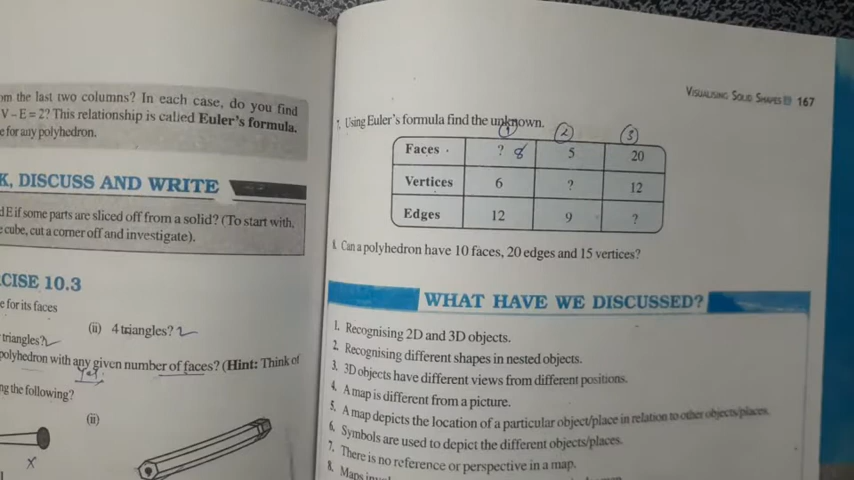 om the last two columns? In each case, do you find
V – E = 2? This relationship is called Euler's formula.
e for any polyhedron.
K, DISCUSS AND WRITE
d E if some parts are sliced off from a solid? (To start with,
e cube, cut a corner off and investigate).
CISE 10.3
e for its faces
triangles?
(ii) 4 triangles?
polyhedron with any given number of faces? (Hint: Think of
Yes
ng the following?
(ii)
x
VISUALISING SOLID SHAPES 167
7. Using Euler's formula find the unknown.
1 2 3
Faces ? 8 5 20
Vertices 6 ? 12
Edges 12 9 ?
8. Can a polyhedron have 10 faces, 20 edges and 15 vertices?
WHAT HAVE WE DISCUSSED?
1. Recognising 2D and 3D objects.
2. Recognising different shapes in nested objects.
3. 3D objects have different views from different positions.
4. A map is different from a picture.
5. A map depicts the location of a particular object/place in relation to other objects/places.
6. Symbols are used to depict the different objects/places.
7. There is no reference or perspective in a map.
8. Maps